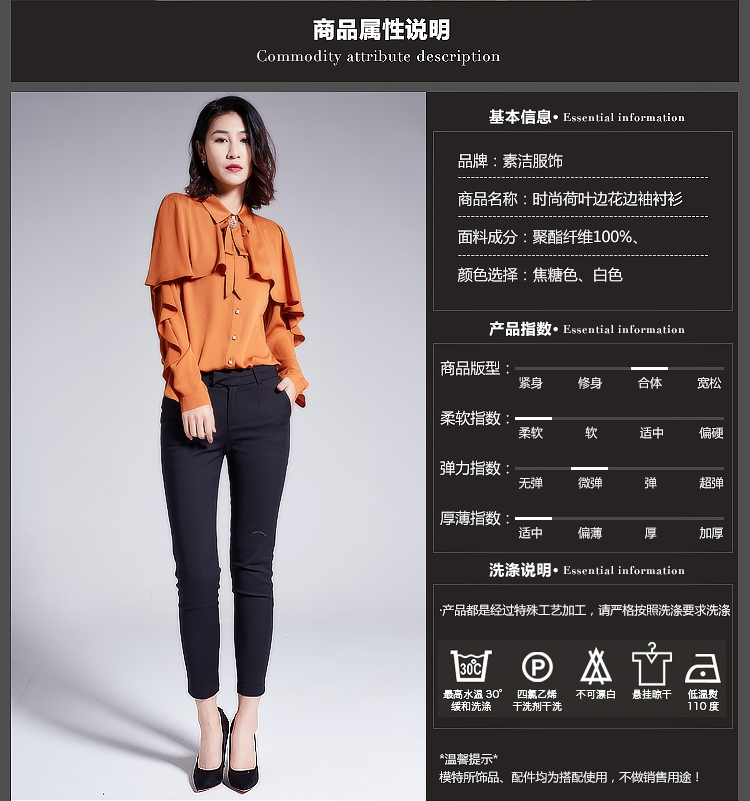 商品属性说明
Commodity attribute description
基本信息• Essential information
品牌：素洁服饰
商品名称：时尚荷叶边花边袖衬衫
面料成分：聚酯纤维100%、
颜色选择：焦糖色、白色
产品指数• Essential information
商品版型：
紧身 修身 合体 宽松
柔软指数：
柔软 软 适中 偏硬
弹力指数：
无弹 微弹 弹 超弹
厚薄指数：
适中 偏薄 厚 加厚
洗涤说明• Essential information
·产品都是经过特殊工艺加工，请严格按照洗涤要求洗涤
30℃ P
最高水温 30° 四氯乙烯 不可漂白 悬挂晾干 低温熨
缓和洗涤 干洗剂干洗 110 度
*温馨提示*
模特所饰品、配件均为搭配使用，不做销售用途！